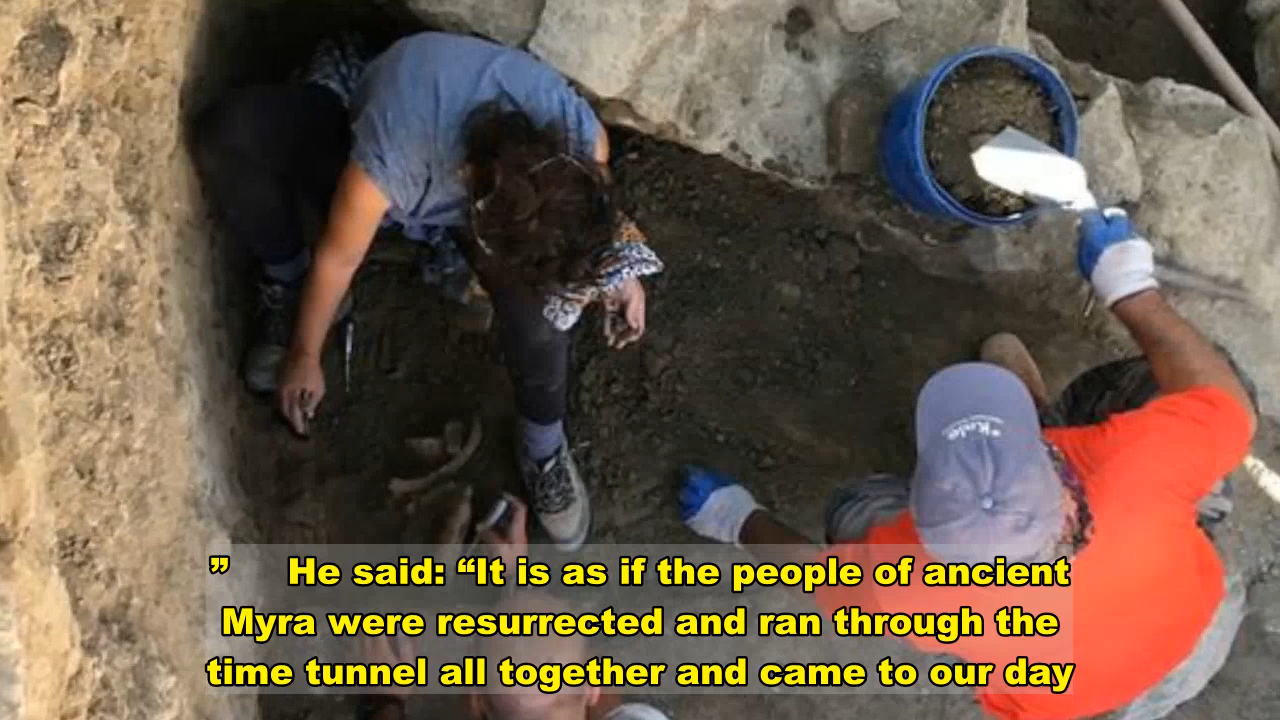 ”      He said: “It is as if the people of ancient
Myra were resurrected and ran through the
time tunnel all together and came to our day